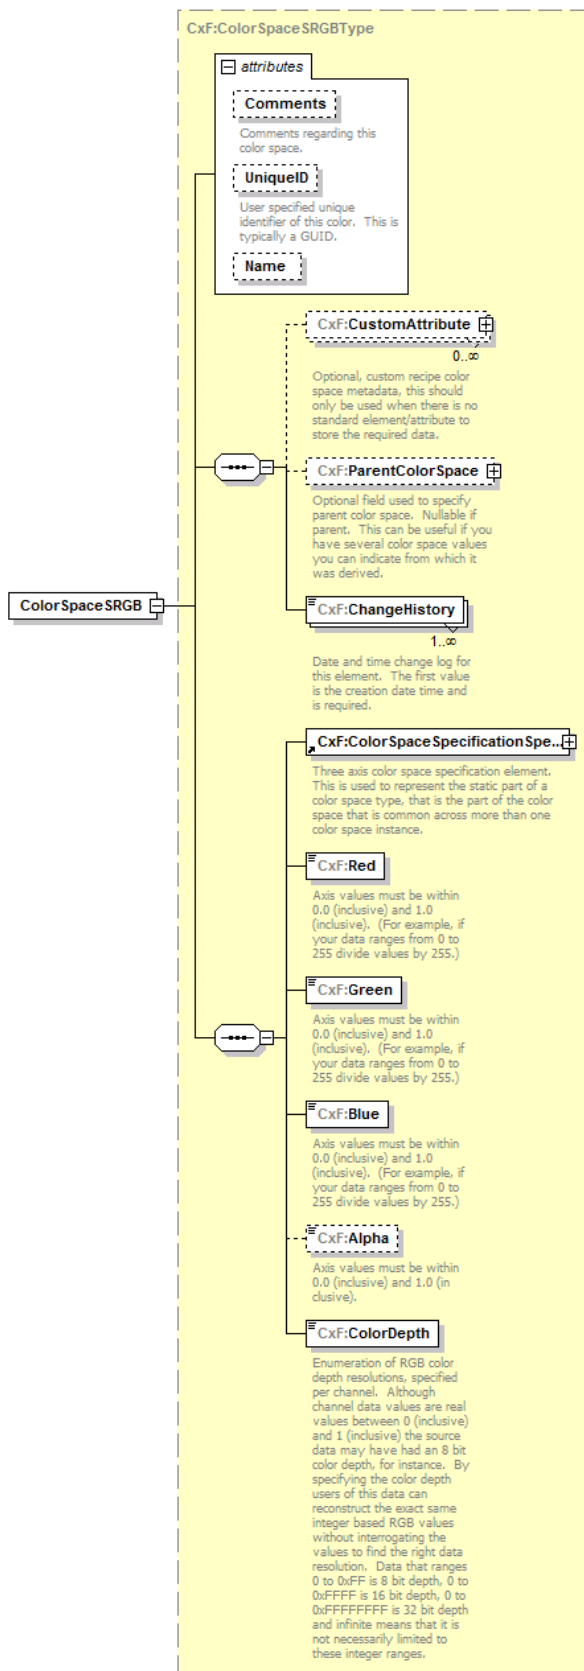 CxF:ColorSpaceSRGBType
attributes
Comments
Comments regarding this
color space.
UniqueID
User specified unique
identifier of this color.  This is
typically a GUID.
Name
CxF:CustomAttribute
0..∞
Optional, custom recipe color
space metadata, this should
only be used when there is no
standard element/attribute to
store the required data.
CxF:ParentColorSpace
Optional field used to specify
parent color space.  Nullable if
parent.  This can be useful if you
have several color space values
you can indicate from which it
was derived.
ColorSpaceSRGB
CxF:ChangeHistory
1..∞
Date and time change log for
this element.  The first value
is the creation date time and
is required.
CxF:ColorSpaceSpecificationSpe...
Three axis color space specification element.
This is used to represent the static part of a
color space type, that is the part of the color
space that is common across more than one
color space instance.
CxF:Red
Axis values must be within
0.0 (inclusive) and 1.0
(inclusive).  (For example, if
your data ranges from 0 to
255 divide values by 255.)
CxF:Green
Axis values must be within
0.0 (inclusive) and 1.0
(inclusive).  (For example, if
your data ranges from 0 to
255 divide values by 255.)
CxF:Blue
Axis values must be within
0.0 (inclusive) and 1.0
(inclusive).  (For example, if
your data ranges from 0 to
255 divide values by 255.)
CxF:Alpha
Axis values must be within
0.0 (inclusive) and 1.0 (in
clusive).
CxF:ColorDepth
Enumeration of RGB color
depth resolutions, specified
per channel.  Although
channel data values are real
values between 0 (inclusive)
and 1 (inclusive) the source
data may have had an 8 bit
color depth, for instance.  By
specifying the color depth
users of this data can
reconstruct the exact same
integer based RGB values
without interrogating the
values to find the right data
resolution.  Data that ranges
0 to 0xFF is 8 bit depth, 0 to
0xFFFF is 16 bit depth, 0 to
0xFFFFFFFF is 32 bit depth
and infinite means that it is
not necessarily limited to
these integer ranges.